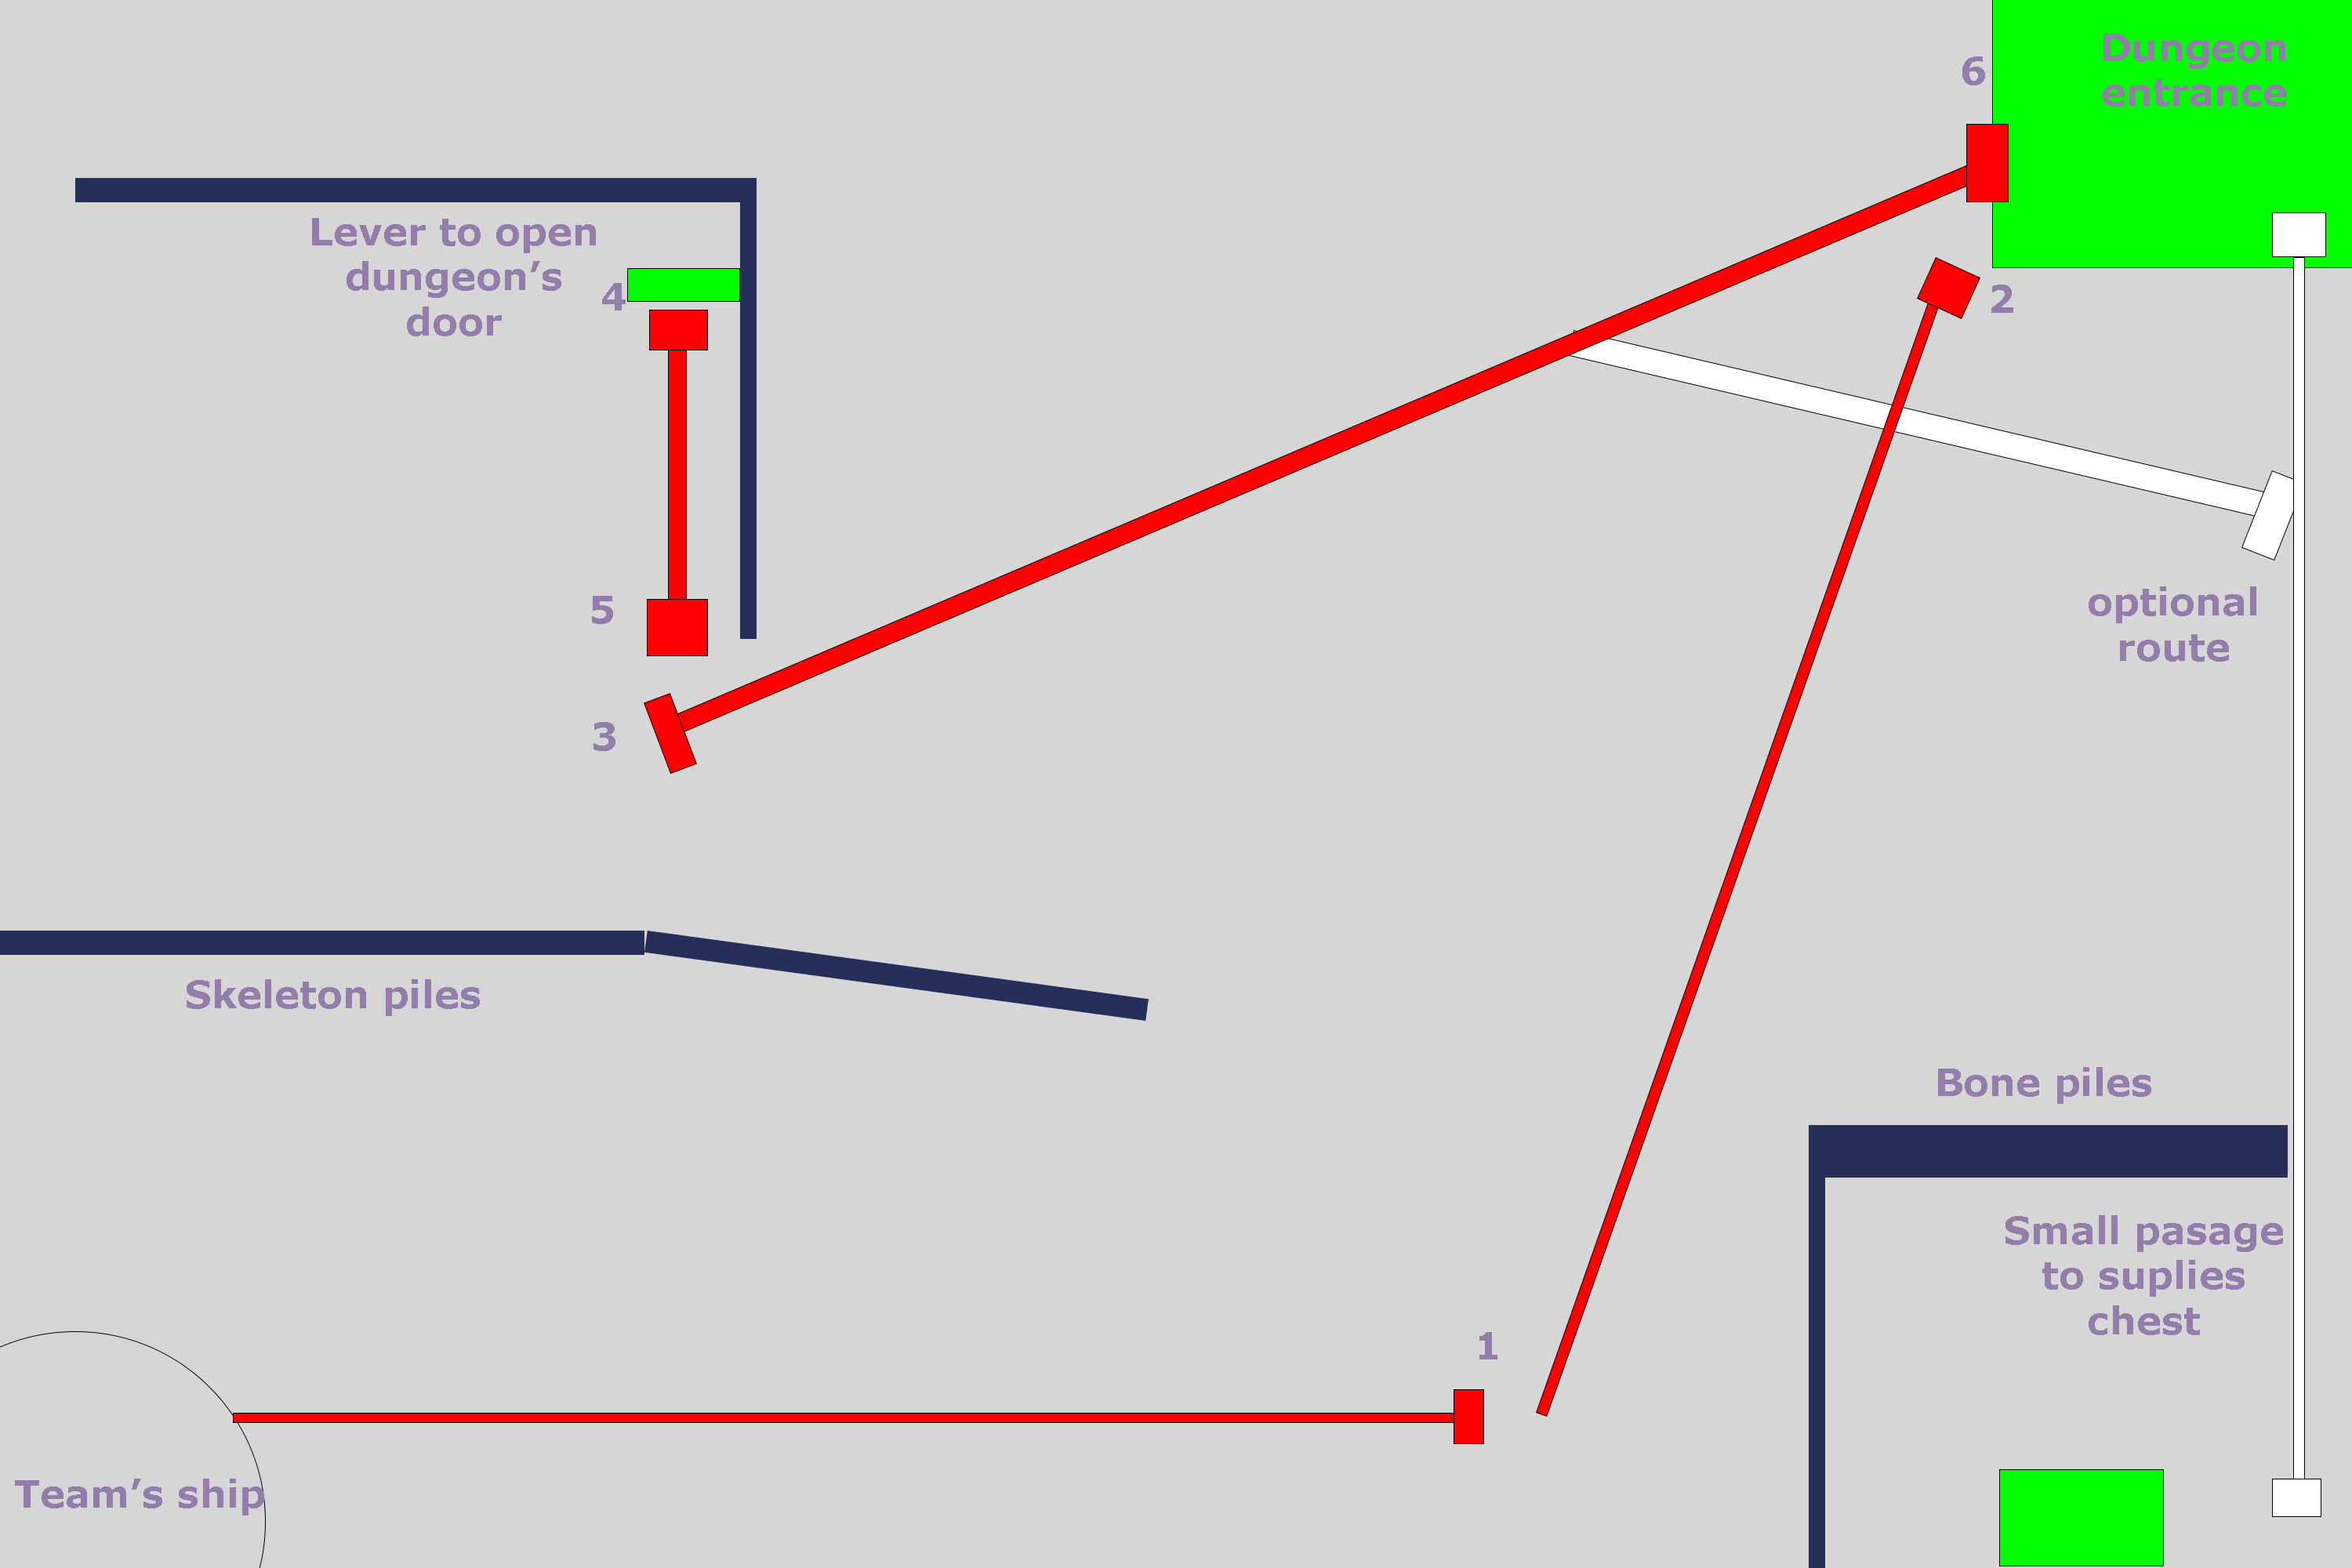 Dungeon
entrance
6
Lever to open
dungeon’s
door
4
2
5
optional
route
3
Skeleton piles
Bone piles
Small pasage
to suplies
chest
1
Team’s ship